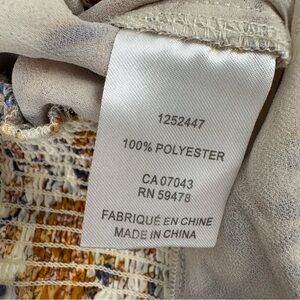 1252447
100% POLYESTER
CA 07043
RN 59478
FABRIQUÉ EN CHINE
MADE IN CHINA